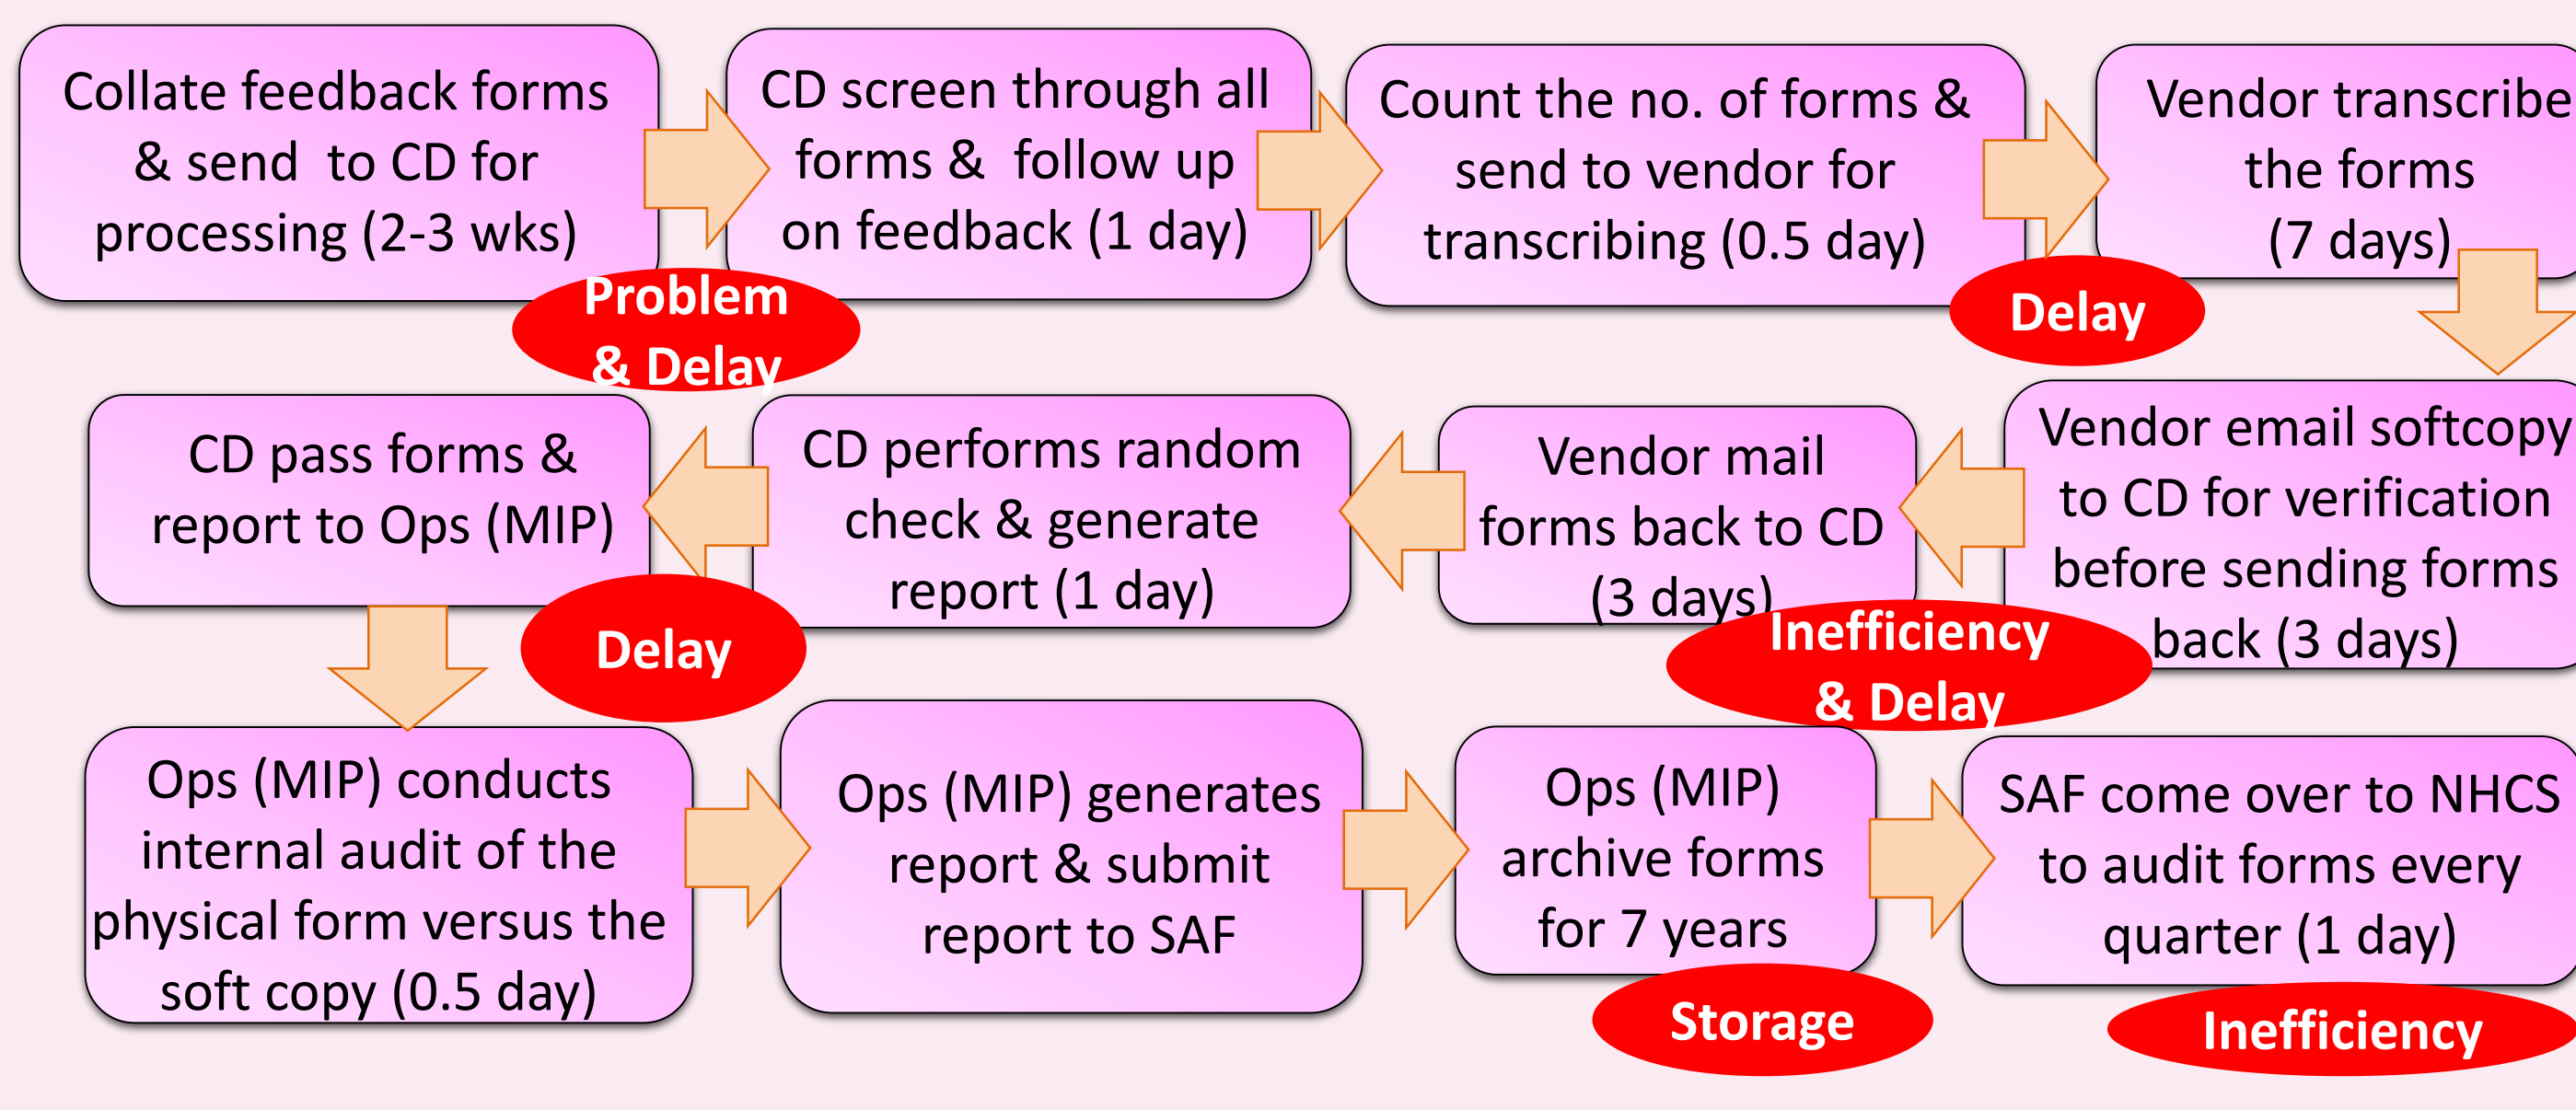 Collate feedback forms
& send to CD for
processing (2-3 wks)
Problem
& Delay
CD screen through all
forms & follow up
on feedback (1 day)
Count the no. of forms &
send to vendor for
transcribing (0.5 day)
Delay
Vendor transcribe
the forms
(7 days)
Vendor email softcopy
to CD for verification
before sending forms
back (3 days)
Inefficiency
& Delay
Vendor mail
forms back to CD
(3 days)
CD performs random
check & generate
report (1 day)
Delay
CD pass forms &
report to Ops (MIP)
Ops (MIP) conducts
internal audit of the
physical form versus the
soft copy (0.5 day)
Ops (MIP) generates
report & submit
report to SAF
Ops (MIP)
archive forms
for 7 years
Storage
SAF come over to NHCS
to audit forms every
quarter (1 day)
Inefficiency